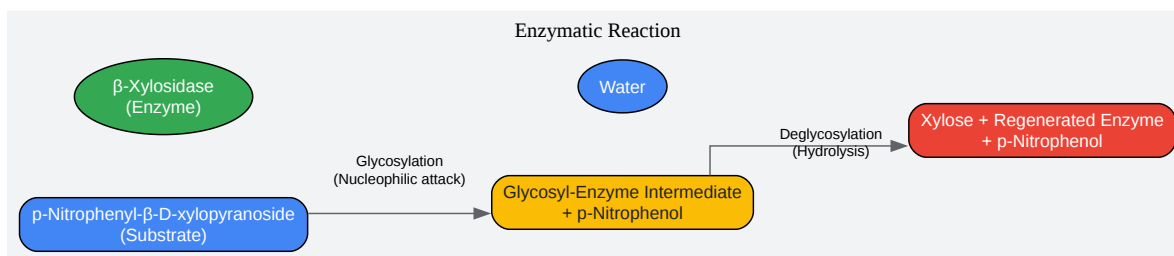 Enzymatic Reaction
β-Xylosidase
(Enzyme)
Water
p-Nitrophenyl-β-D-xylopyranoside
(Substrate)
Glycosylation
(Nucleophilic attack)
Glycosyl-Enzyme Intermediate
+ p-Nitrophenol
Deglycosylation
(Hydrolysis)
Xylose + Regenerated Enzyme
+ p-Nitrophenol